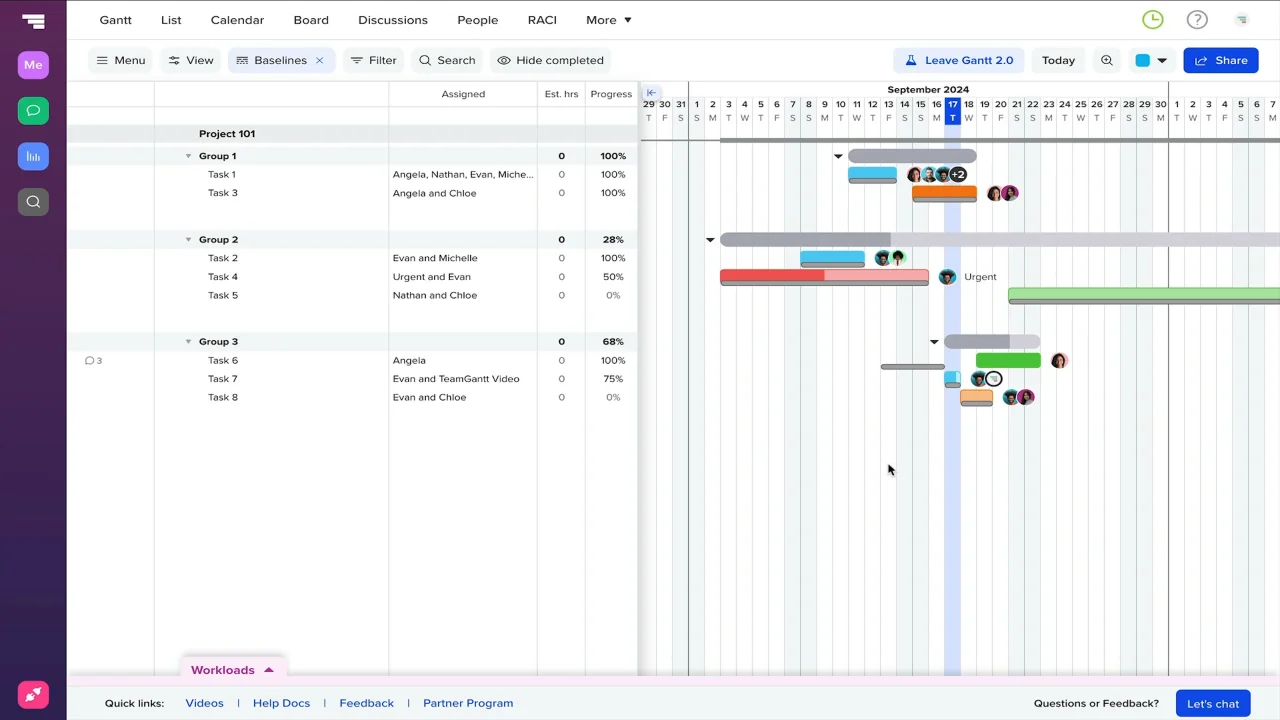 Gantt List Calendar Board Discussions People RACI More
Me
Menu View Baselines × Filter Search Hide completed Leave Gantt 2.0 Today Share
Assigned Est. hrs Progress
September 2024
29 30 31 1 2 3 4 5 6 7 8 9 10 11 12 13 14 15 16 17 18 19 20 21 22 23 24 25 26 27 28 29 30 1 2 3 4 5 6 7
T F S S M T W T F S S M T W T F S S M T W T F S S M T W T F S S M T W T F S S M
Project 101
Group 1 0 100%
Task 1 Angela, Nathan, Evan, Miche... 0 100% +2
Task 3 Angela and Chloe 0 100%
Group 2 0 28%
Task 2 Evan and Michelle 0 100%
Task 4 Urgent and Evan 0 50% Urgent
Task 5 Nathan and Chloe 0 0%
Group 3 0 68%
3 Task 6 Angela 0 100%
Task 7 Evan and TeamGantt Video 0 75%
Task 8 Evan and Chloe 0 0%
Workloads
Quick links: Videos | Help Docs | Feedback | Partner Program Questions or Feedback? Let's chat